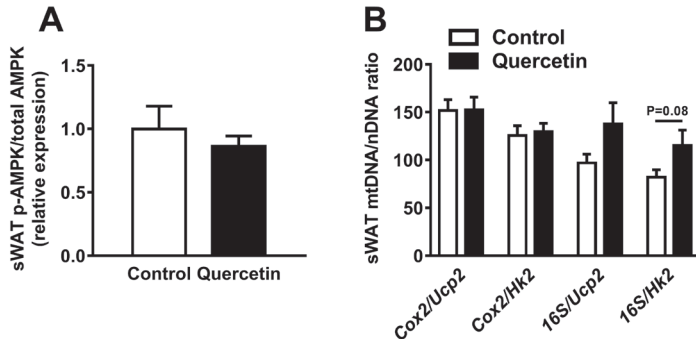 A
sWAT p-AMPK/total AMPK
(relative expression)
1.5
1.0
0.5
0.0
Control Quercetin
B
Control
Quercetin
sWAT mtDNA/nDNA ratio
200
150
100
50
0
P=0.08
Cox2/Ucp2
Cox2/Hk2
16S/Ucp2
16S/Hk2